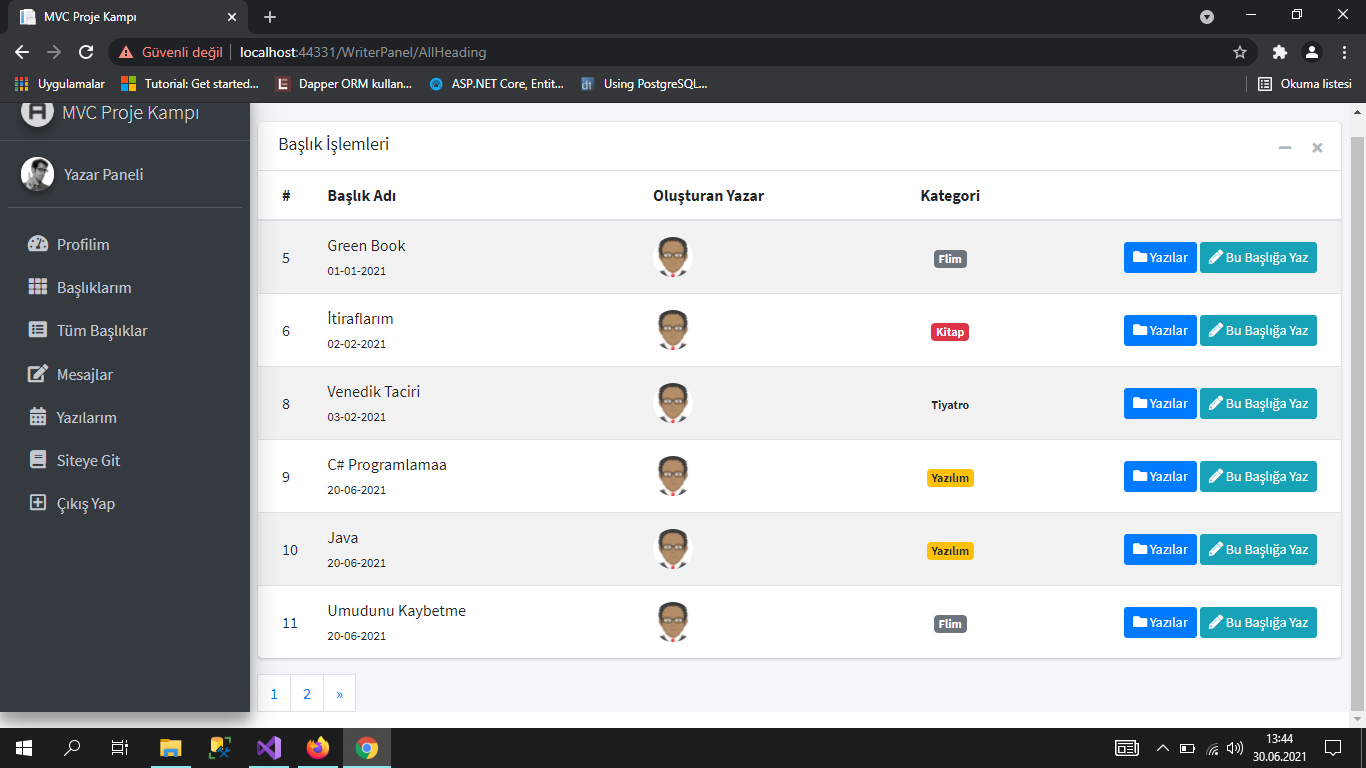 MVC Proje Kampı
Güvenli değil
localhost:44331/WriterPanel/AllHeading
Uygulamalar
Tutorial: Get started...
Dapper ORM kullan...
ASP.NET Core, Entit...
Using PostgreSQL...
Okuma listesi
MVC Proje Kampı
Yazar Paneli
Profilim
Başlıklarım
Tüm Başlıklar
Mesajlar
Yazılarım
Siteye Git
Çıkış Yap
Başlık İşlemleri
# Başlık Adı Oluşturan Yazar Kategori
5 Green Book Flim Yazılar Bu Başlığa Yaz
01-01-2021
6 İtiraflarım Kitap Yazılar Bu Başlığa Yaz
02-02-2021
8 Venedik Taciri Tiyatro Yazılar Bu Başlığa Yaz
03-02-2021
9 C# Programlamaa Yazılım Yazılar Bu Başlığa Yaz
20-06-2021
10 Java Yazılım Yazılar Bu Başlığa Yaz
20-06-2021
11 Umudunu Kaybetme Flim Yazılar Bu Başlığa Yaz
20-06-2021
1 2 »
13:44
30.06.2021